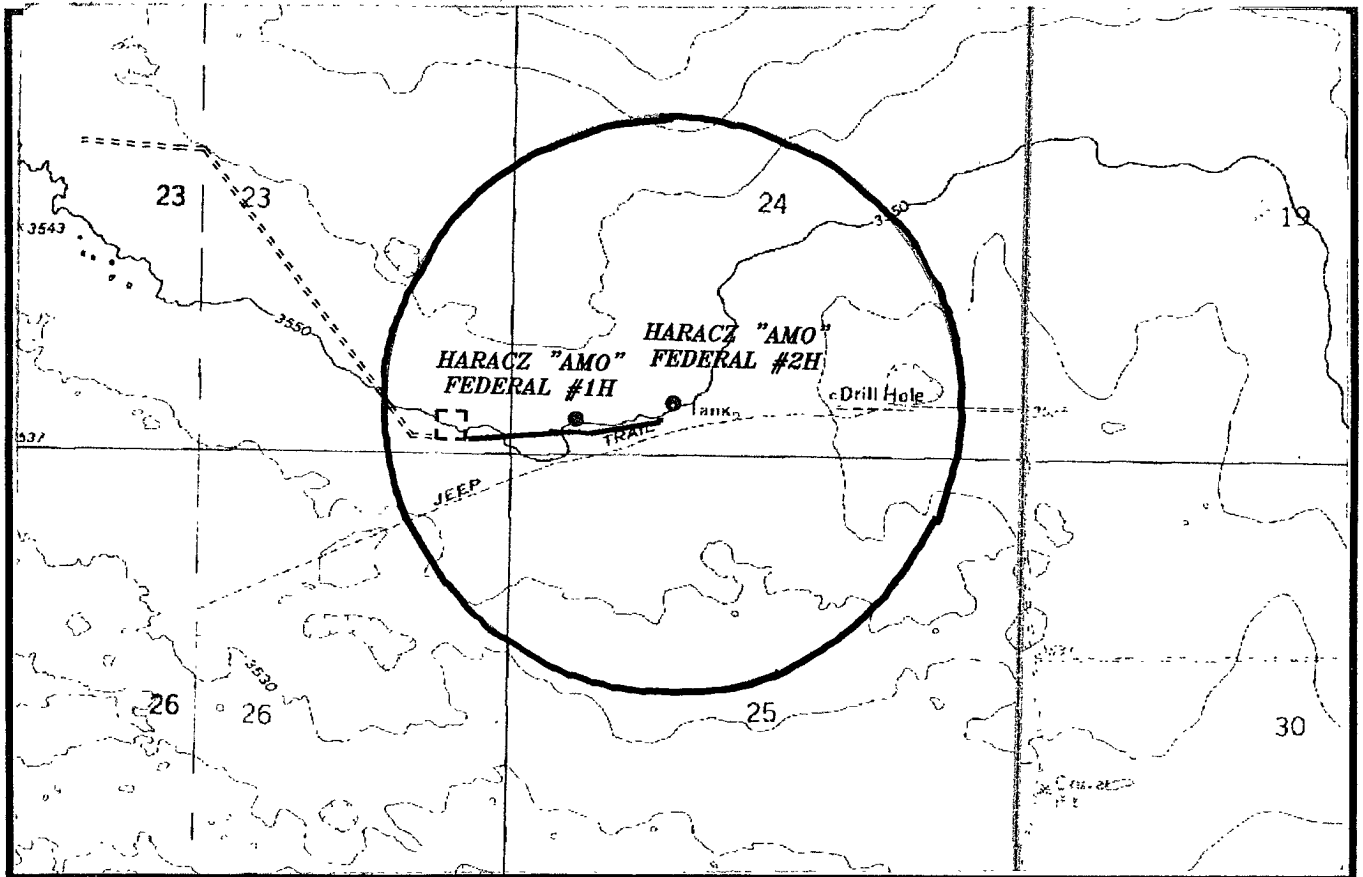 23
23
24
19
3543
3550
3550
HARACZ "AMO"
FEDERAL #2H
HARACZ "AMO"
FEDERAL #1H
Drill Hole
Tank
TRAIL
JEEP
3530
26
26
25
30